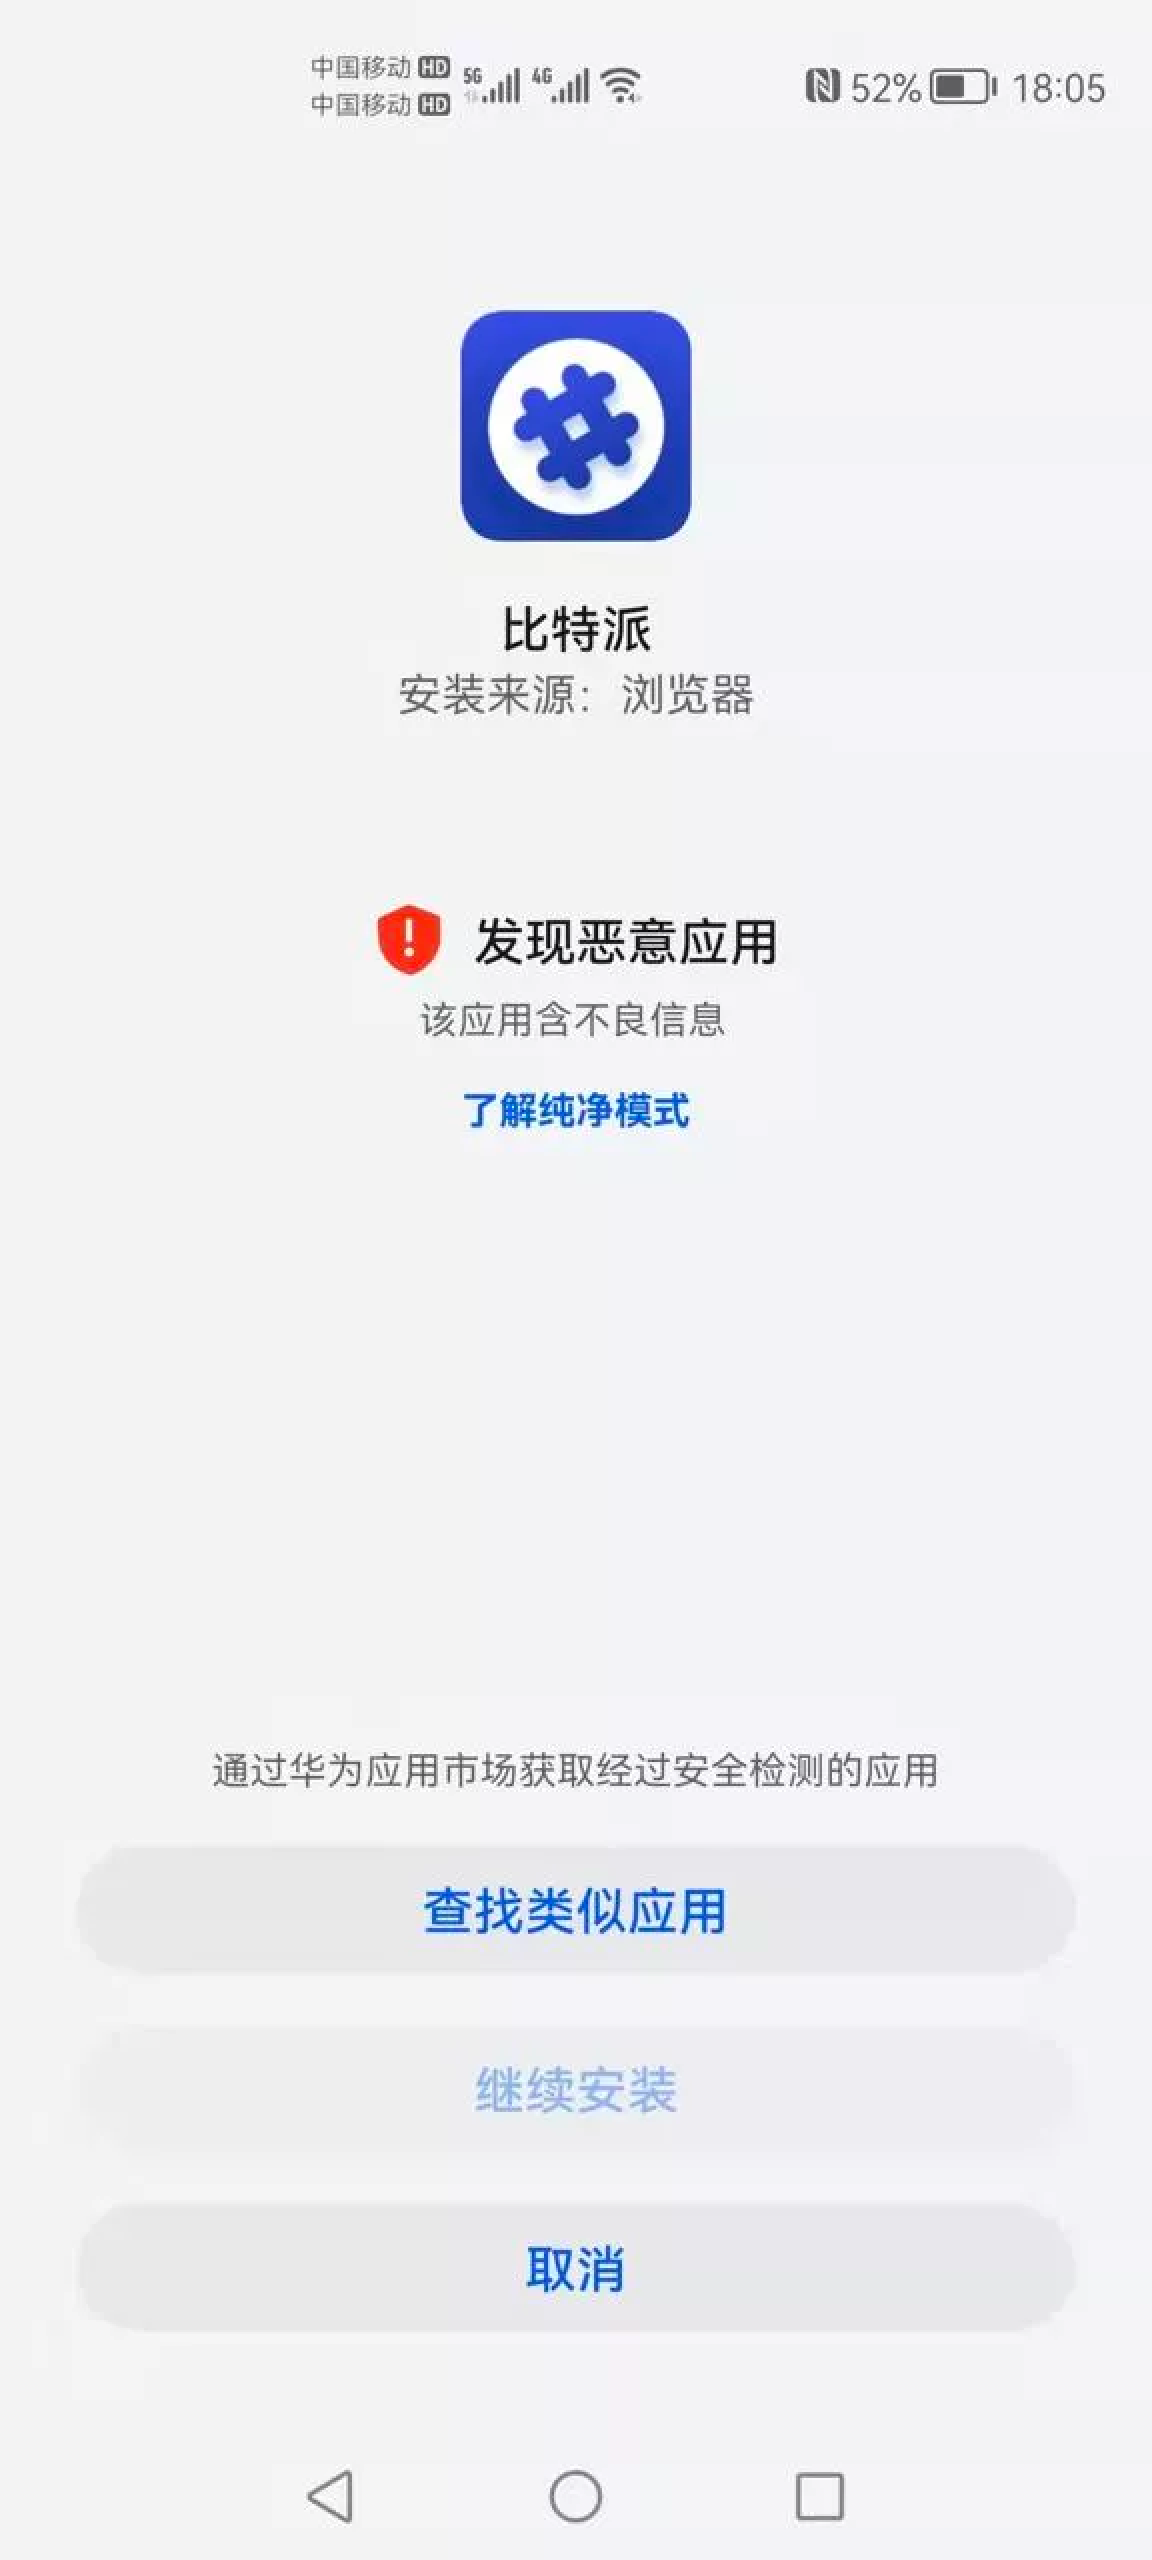 中国移动 HD
中国移动 HD
5G 4G 52% 18:05
比特派
安装来源：浏览器
发现恶意应用
该应用含不良信息
了解纯净模式
通过华为应用市场获取经过安全检测的应用
查找类似应用
继续安装
取消